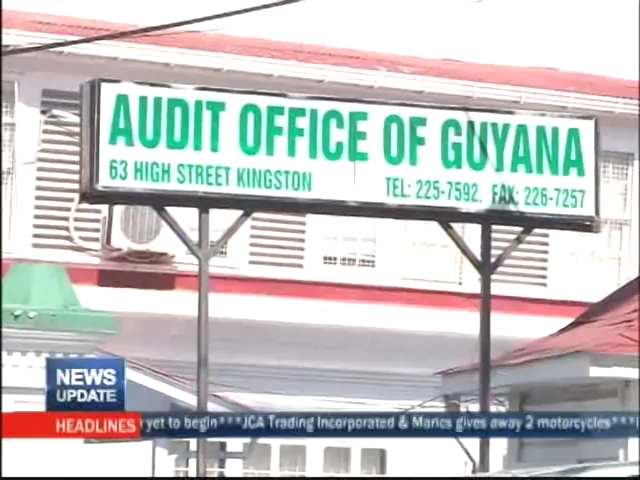 AUDIT OFFICE OF GUYANA
63 HIGH STREET KINGSTON TEL: 225-7592, FAX: 226-7257
NEWS
UPDATE
HEADLINES yet to begin***JCA Trading Incorporated & Marics gives away 2 motorcycles***